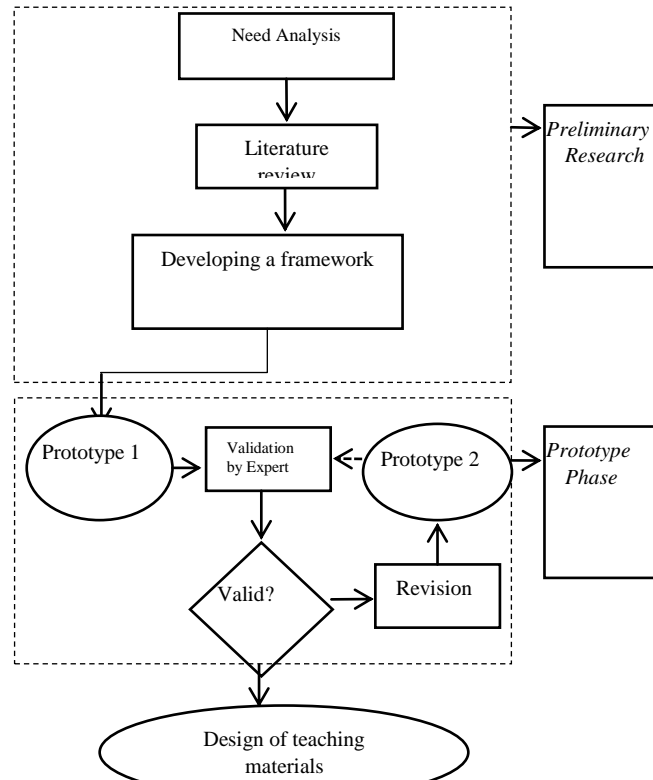 Need Analysis
Literature
review
Preliminary
Research
Developing a framework
Prototype 1
Validation
by Expert
Prototype 2
Prototype
Phase
Valid?
Revision
Design of teaching
materials